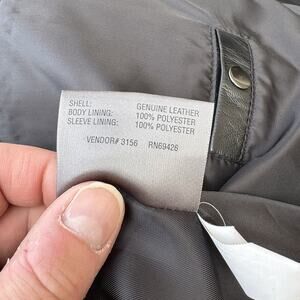 SHELL: GENUINE LEATHER
BODY LINING: 100% POLYESTER
SLEEVE LINING: 100% POLYESTER
VENDOR# 3156 RN69426